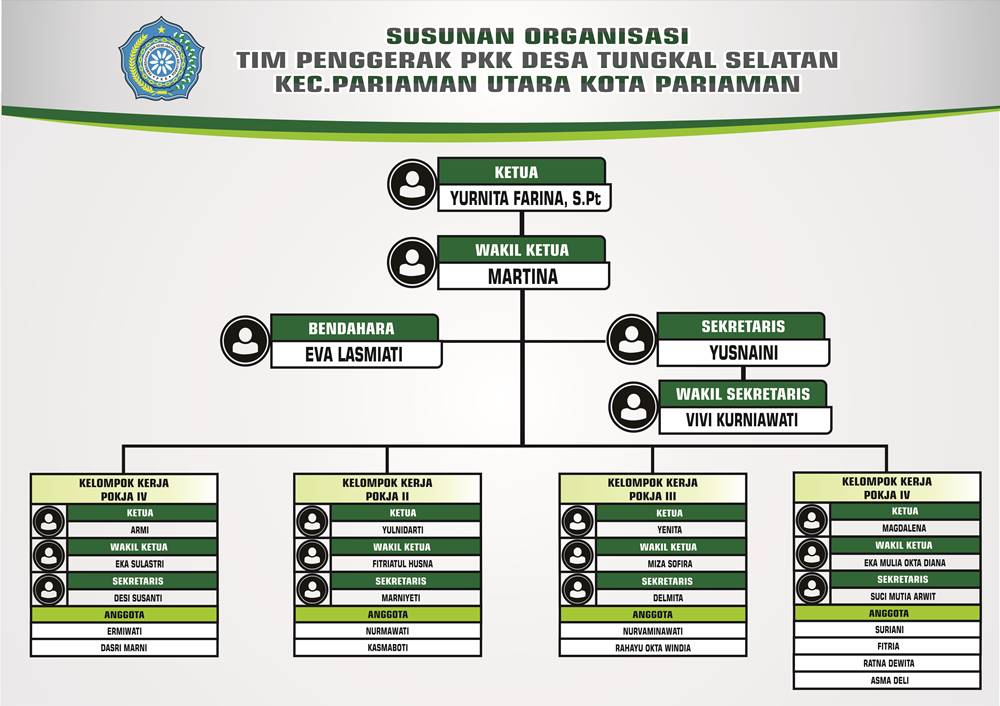 SUSUNAN ORGANISASI
TIM PENGGERAK PKK DESA TUNGKAL SELATAN
KEC.PARIAMAN UTARA KOTA PARIAMAN
KETUA
YURNITA FARINA, S.Pt
WAKIL KETUA
MARTINA
BENDAHARA
EVA LASMIATI
SEKRETARIS
YUSNAINI
WAKIL SEKRETARIS
VIVI KURNIAWATI
KELOMPOK KERJA
POKJA IV
KETUA
ARMI
WAKIL KETUA
EKA SULASTRI
SEKRETARIS
DESI SUSANTI
ANGGOTA
ERMIWATI
DASRI MARNI
KELOMPOK KERJA
POKJA II
KETUA
YULNIDARTI
WAKIL KETUA
FITRIATUL HUSNA
SEKRETARIS
MARNIYETI
ANGGOTA
NURMAWATI
KASMABOTI
KELOMPOK KERJA
POKJA III
KETUA
YENITA
WAKIL KETUA
MIZA SOFIRA
SEKRETARIS
DELMITA
ANGGOTA
NURVAMINAWATI
RAHAYU OKTA WINDIA
KELOMPOK KERJA
POKJA IV
KETUA
MAGDALENA
WAKIL KETUA
EKA MULIA OKTA DIANA
SEKRETARIS
SUCI MUTIA ARWIT
ANGGOTA
SURIANI
FITRIA
RATNA DEWITA
ASMA DELI